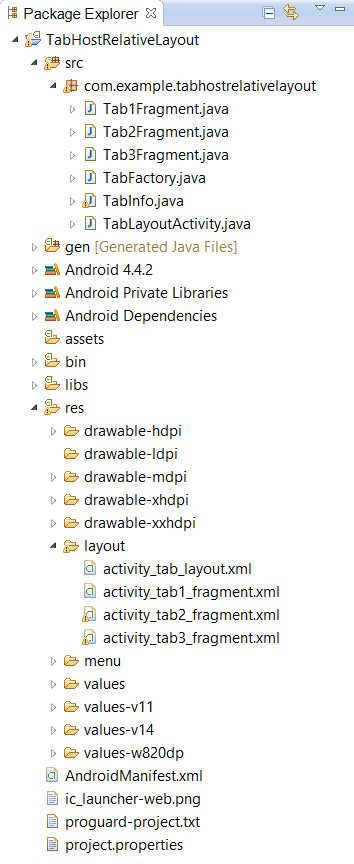 Package Explorer
TabHostRelativeLayout
src
com.example.tabhostrelativelayout
Tab1Fragment.java
Tab2Fragment.java
Tab3Fragment.java
TabFactory.java
TabInfo.java
TabLayoutActivity.java
gen [Generated Java Files]
Android 4.4.2
Android Private Libraries
Android Dependencies
assets
bin
libs
res
drawable-hdpi
drawable-ldpi
drawable-mdpi
drawable-xhdpi
drawable-xxhdpi
layout
activity_tab_layout.xml
activity_tab1_fragment.xml
activity_tab2_fragment.xml
activity_tab3_fragment.xml
menu
values
values-v11
values-v14
values-w820dp
AndroidManifest.xml
ic_launcher-web.png
proguard-project.txt
project.properties